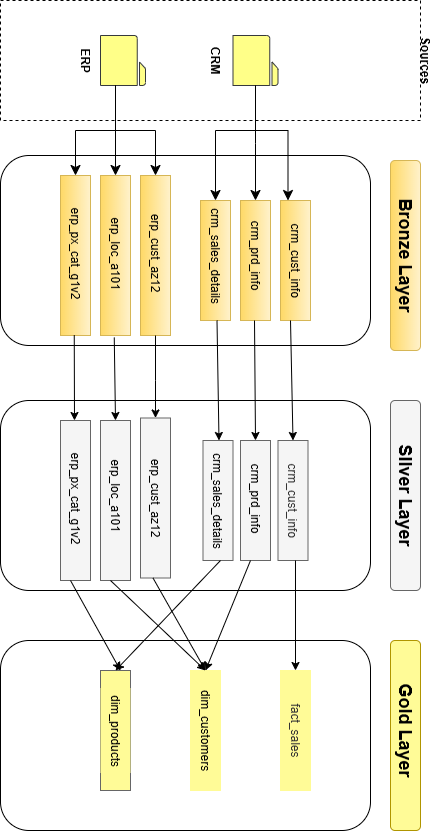 Sources
CRM
ERP
Bronze Layer
crm_cust_info
crm_prd_info
crm_sales_details
erp_cust_az12
erp_loc_a101
erp_px_cat_g1v2
SIlver Layer
crm_cust_info
crm_prd_info
crm_sales_details
erp_cust_az12
erp_loc_a101
erp_px_cat_g1v2
Gold Layer
fact_sales
dim_customers
dim_products